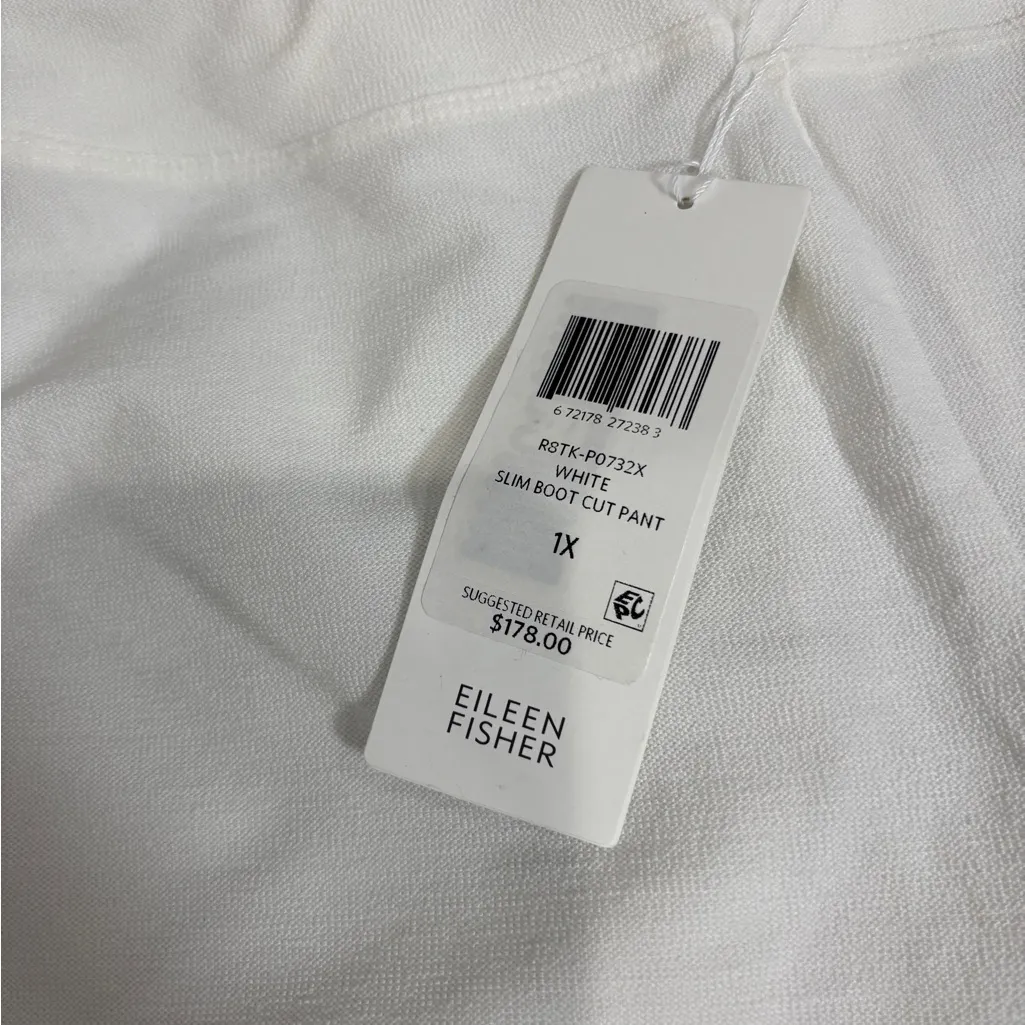 6 72178 27238 3
R8TK-P0732X
WHITE
SLIM BOOT CUT PANT
1X
EPC
SUGGESTED RETAIL PRICE
$178.00
EILEEN
FISHER